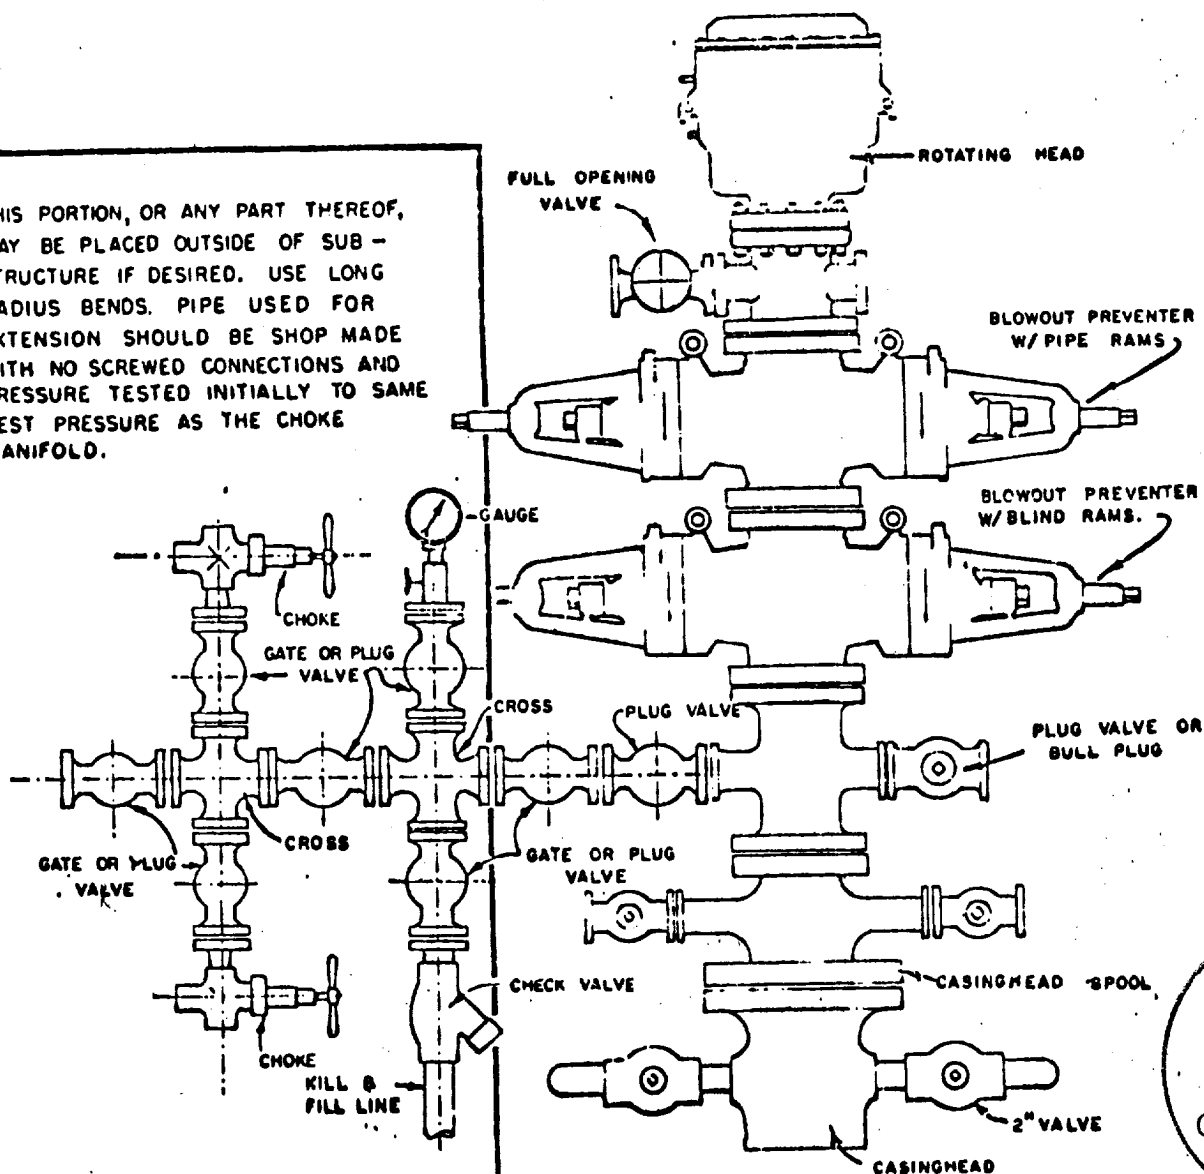 HIS PORTION, OR ANY PART THEREOF,
AY BE PLACED OUTSIDE OF SUB-
TRUCTURE IF DESIRED. USE LONG
ADIUS BENDS. PIPE USED FOR
XTENSION SHOULD BE SHOP MADE
ITH NO SCREWED CONNECTIONS AND
RESSURE TESTED INITIALLY TO SAME
EST PRESSURE AS THE CHOKE
ANIFOLD.
ROTATING HEAD
FULL OPENING
VALVE
BLOWOUT PREVENTER
W/PIPE RAMS
BLOWOUT PREVENTER
W/BLIND RAMS.
GAUGE
CHOKE
GATE OR PLUG
VALVE
CROSS
PLUG VALVE
PLUG VALVE OR
BULL PLUG
CROSS
GATE OR PLUG
VALVE
GATE OR PLUG
VALVE
CHECK VALVE
CASINGHEAD SPOOL
CHOKE
KILL &
FILL LINE
2" VALVE
CASINGHEAD